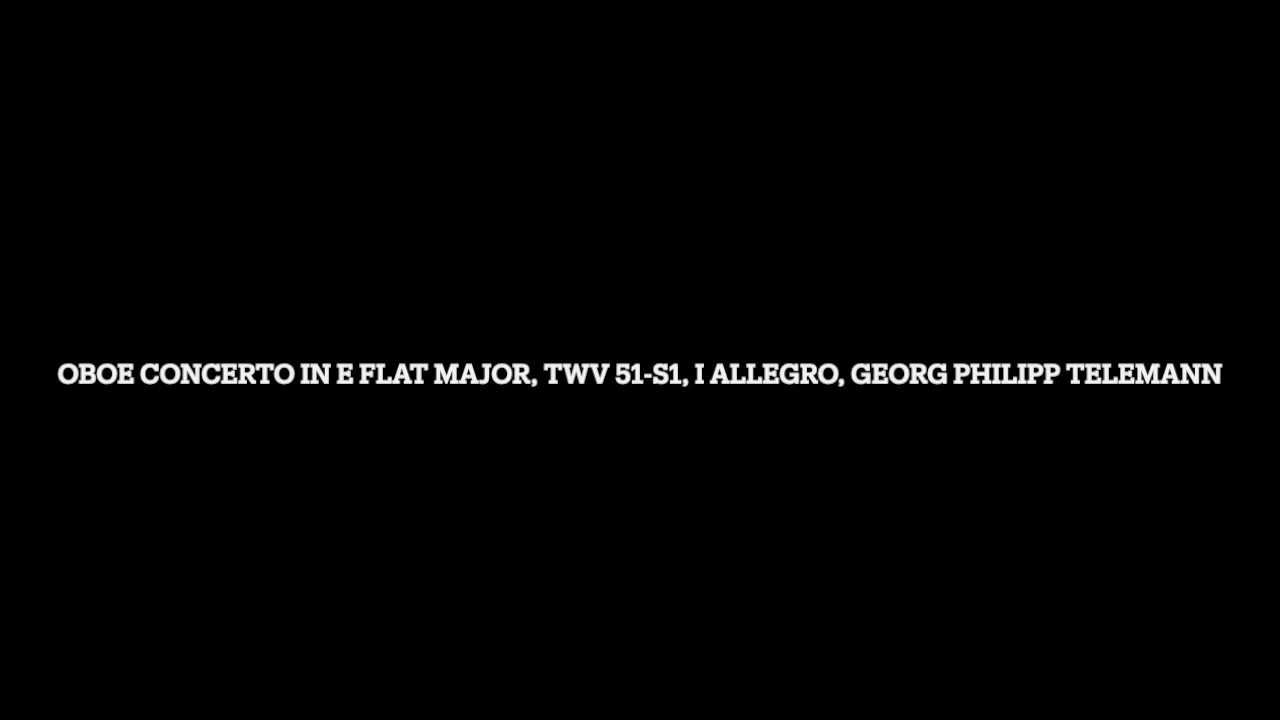 OBOE CONCERTO IN E FLAT MAJOR, TWV 51-S1, I ALLEGRO, GEORG PHILIPP TELEMANN